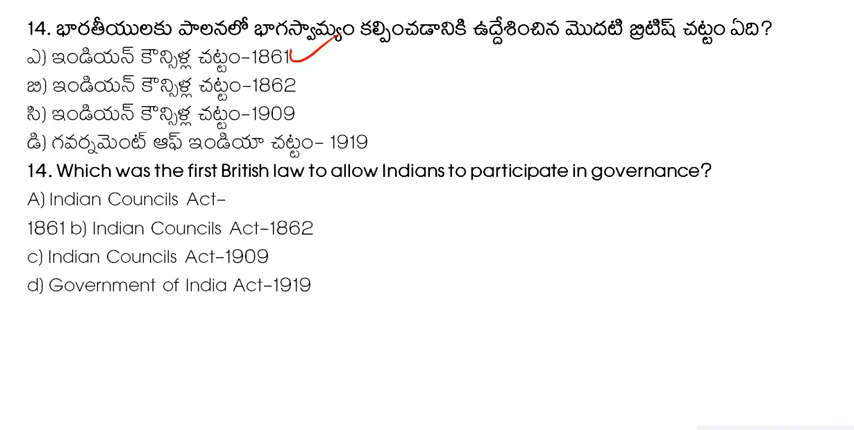 14. భారతీయులకు పాలనలో భాగస్వామ్యం కల్పించడానికి ఉద్దేశించిన మొదటి బ్రిటిష్ చట్టం ఏది?
ఎ) ఇండియన్ కౌన్సిళ్ల చట్టం-1861
బి) ఇండియన్ కౌన్సిళ్ల చట్టం-1862
సి) ఇండియన్ కౌన్సిళ్ల చట్టం-1909
డి) గవర్నమెంట్ ఆఫ్ ఇండియా చట్టం- 1919
14. Which was the first British law to allow Indians to participate in governance?
A) Indian Councils Act-
1861 b) Indian Councils Act-1862
c) Indian Councils Act-1909
d) Government of India Act-1919